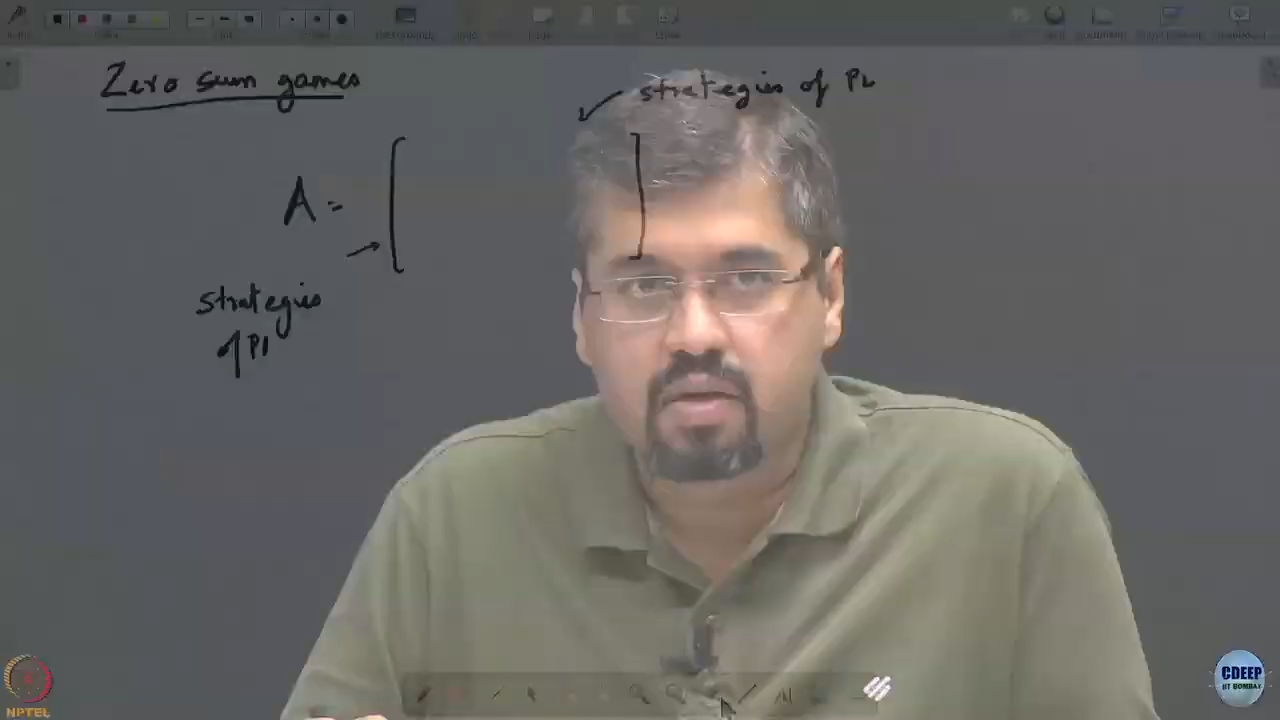 Zero sum games
strategies of P2
A =
strategies
of P1
NPTEL
CDEEP
IIT BOMBAY